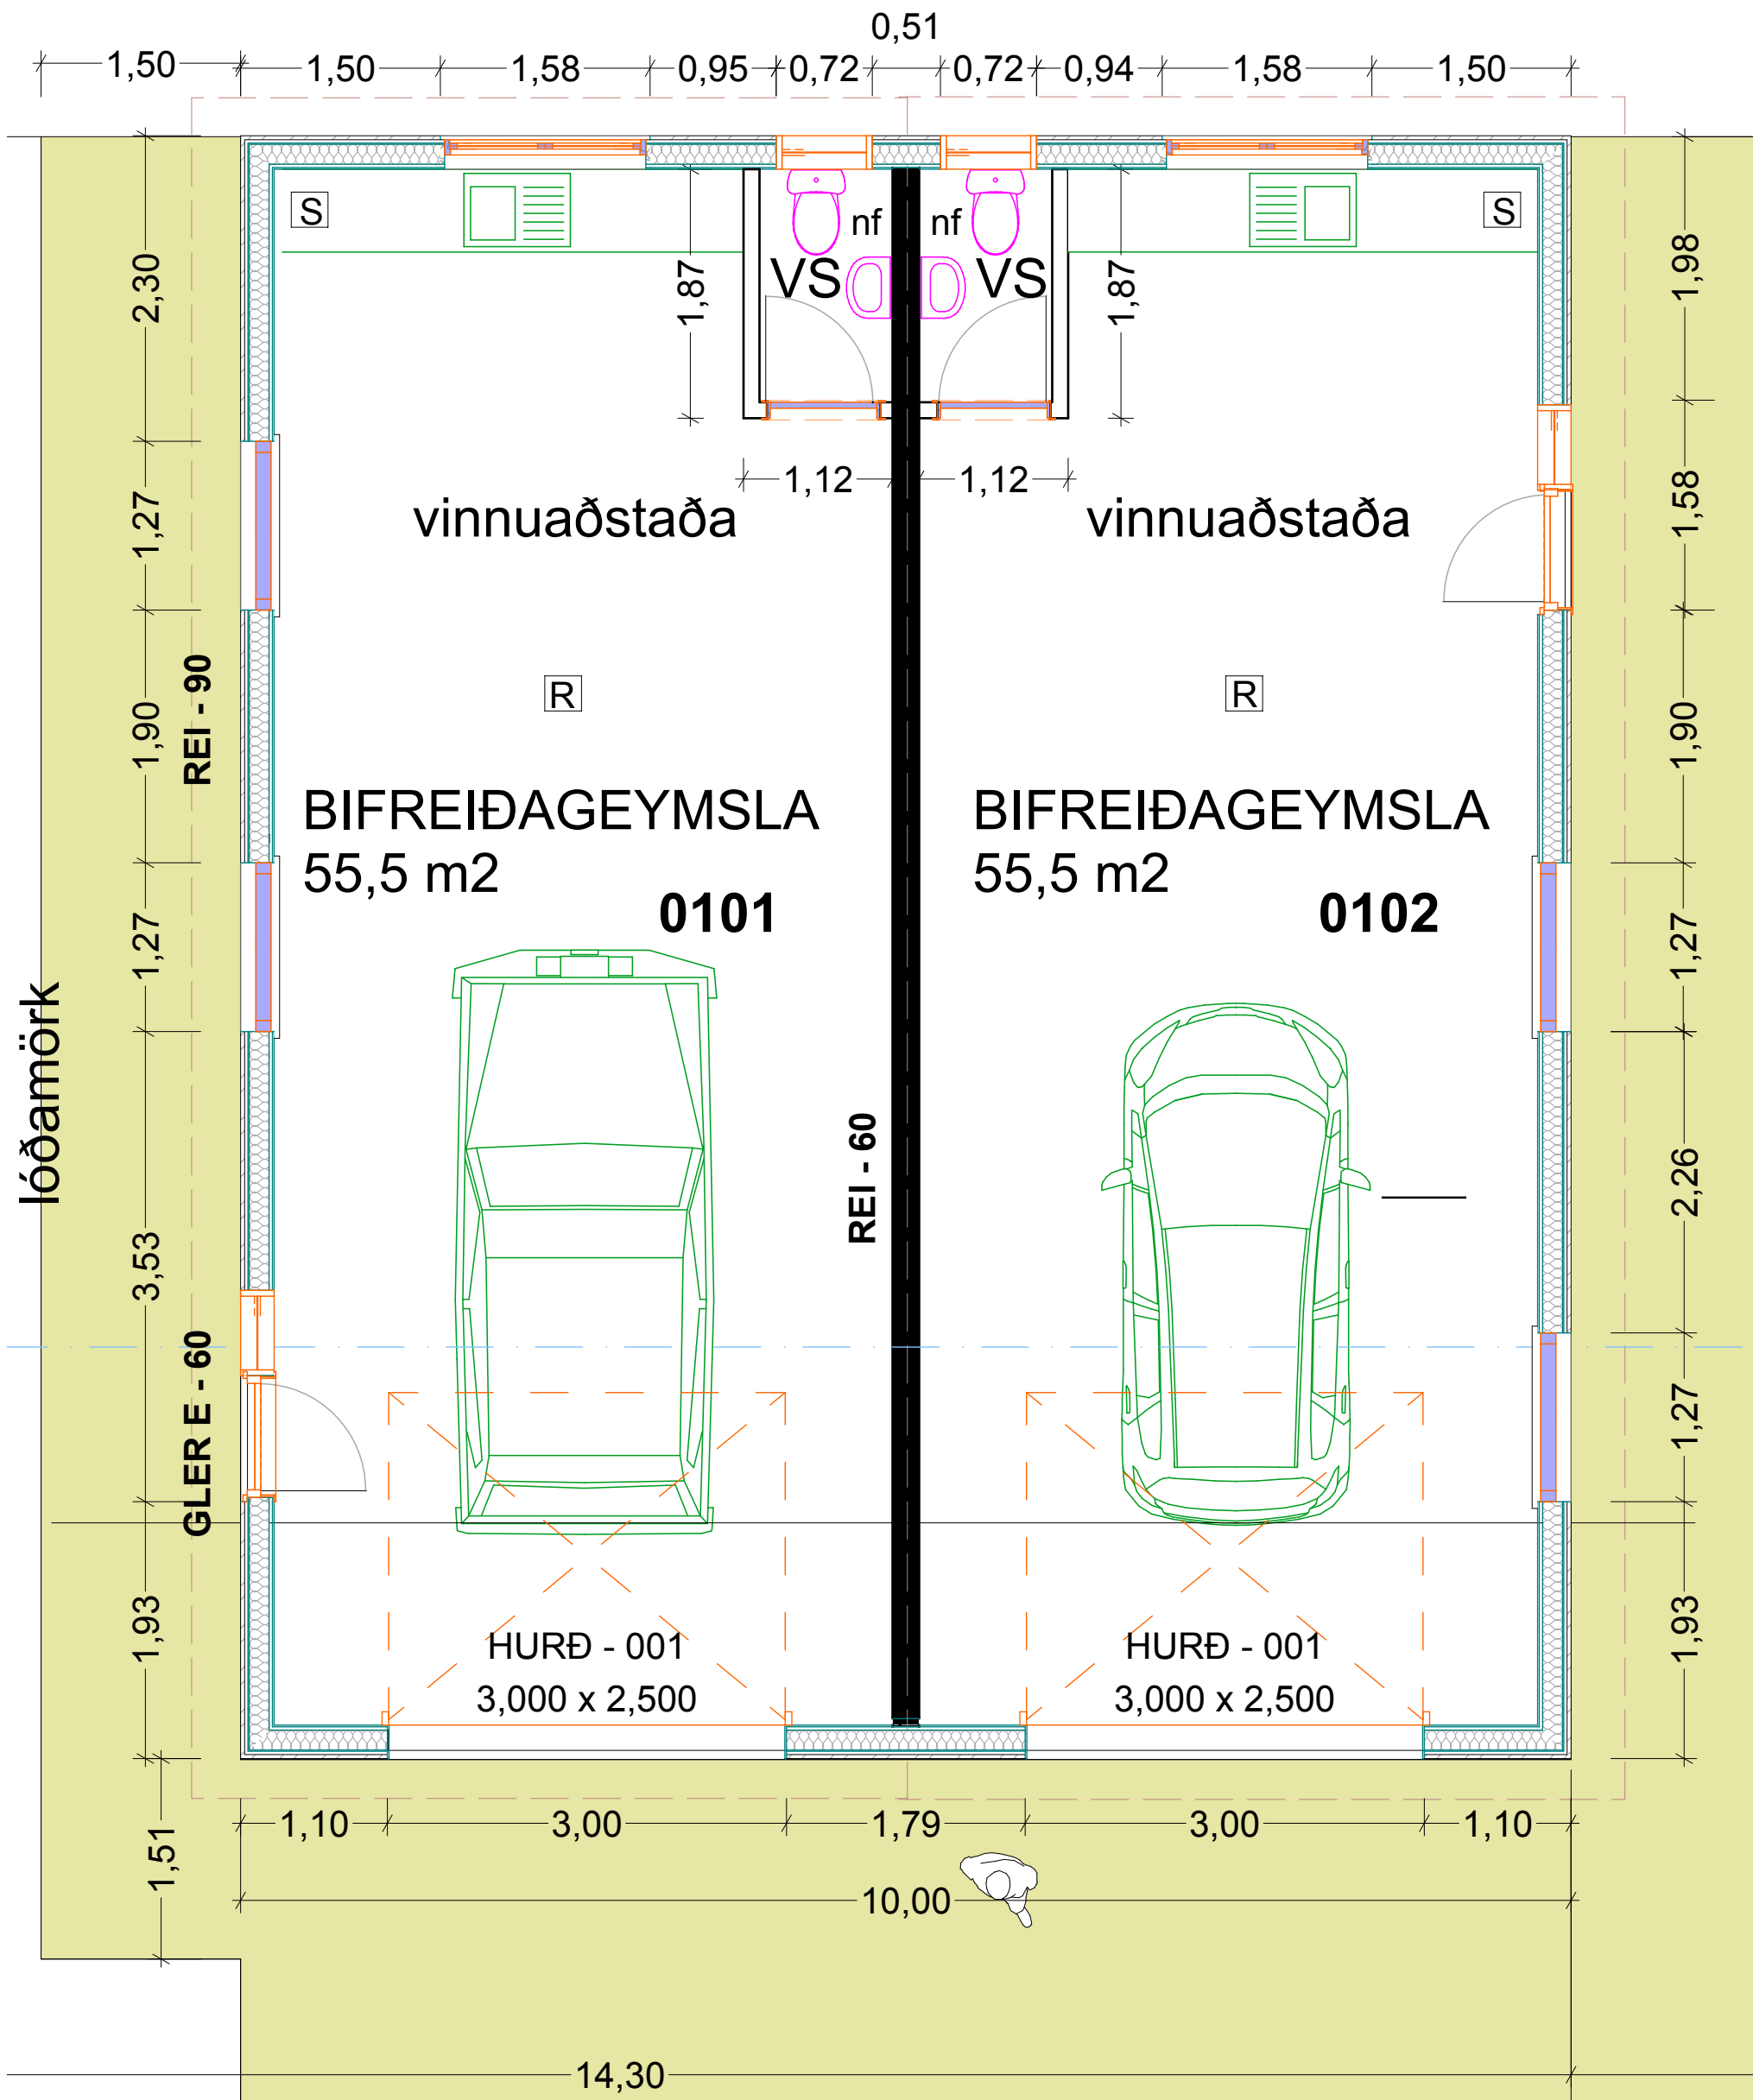 0,51
1,50 1,50 1,58 0,95 0,72 0,72 0,94 1,58 1,50
S nf nf S
VS VS
2,30 1,87 1,87 1,98
1,12 1,12
1,27 vinnuaðstaða vinnuaðstaða 1,58
REI - 90
1,90 R R 1,90
BIFREIÐAGEYMSLA BIFREIÐAGEYMSLA
55,5 m2 55,5 m2
0101 0102
1,27 1,27
lóðamörk
REI - 60
2,26
3,53
GLER E - 60
1,27
1,93 HURÐ - 001 HURÐ - 001 1,93
3,000 x 2,500 3,000 x 2,500
1,10 3,00 1,79 3,00 1,10
1,51
10,00
14,30